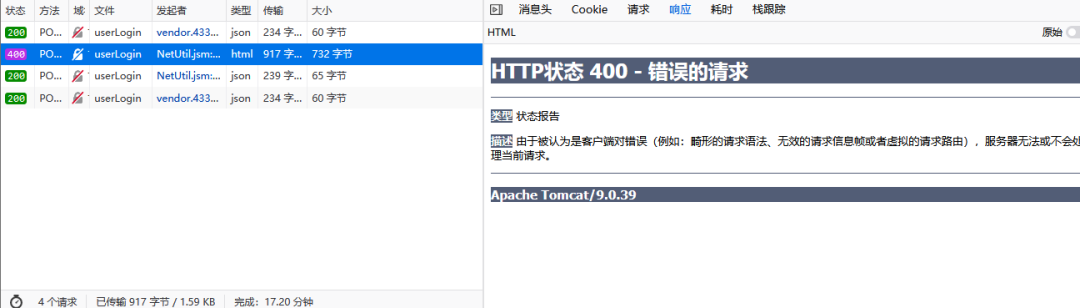 状态 方法 域 文件 发起者 类型 传输 大小
200 PO... userLogin vendor.433... json 234 字... 60 字节
400 PO... userLogin NetUtil.jsm:... html 917 字... 732 字节
200 PO... userLogin NetUtil.jsm:... json 239 字... 65 字节
200 PO... userLogin vendor.433... json 234 字... 60 字节
4 个请求 已传输 917 字节 / 1.59 KB 完成：17.20 分钟
消息头 Cookie 请求 响应 耗时 栈跟踪
HTML 原始
HTTP状态 400 - 错误的请求
类型 状态报告
描述 由于被认为是客户端对错误（例如：畸形的请求语法、无效的请求信息帧或者虚拟的请求路由），服务器无法或不会处
理当前请求。
Apache Tomcat/9.0.39